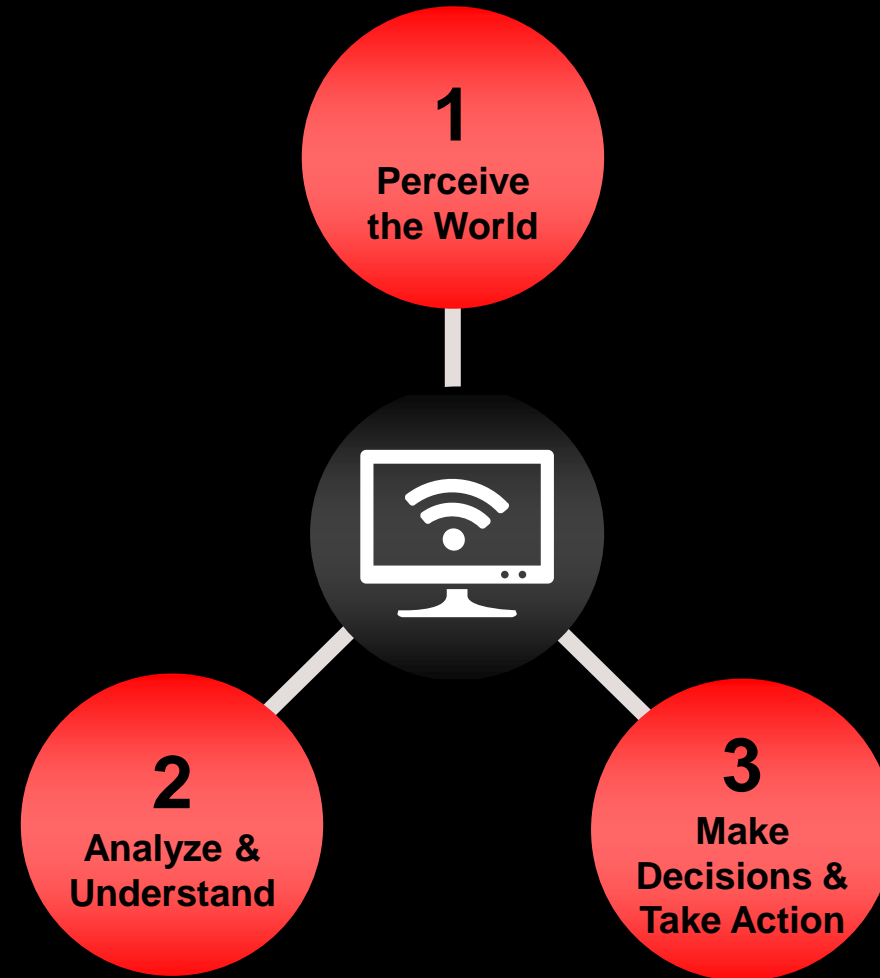 1
Perceive
the World
2
Analyze &
Understand
3
Make
Decisions &
Take Action